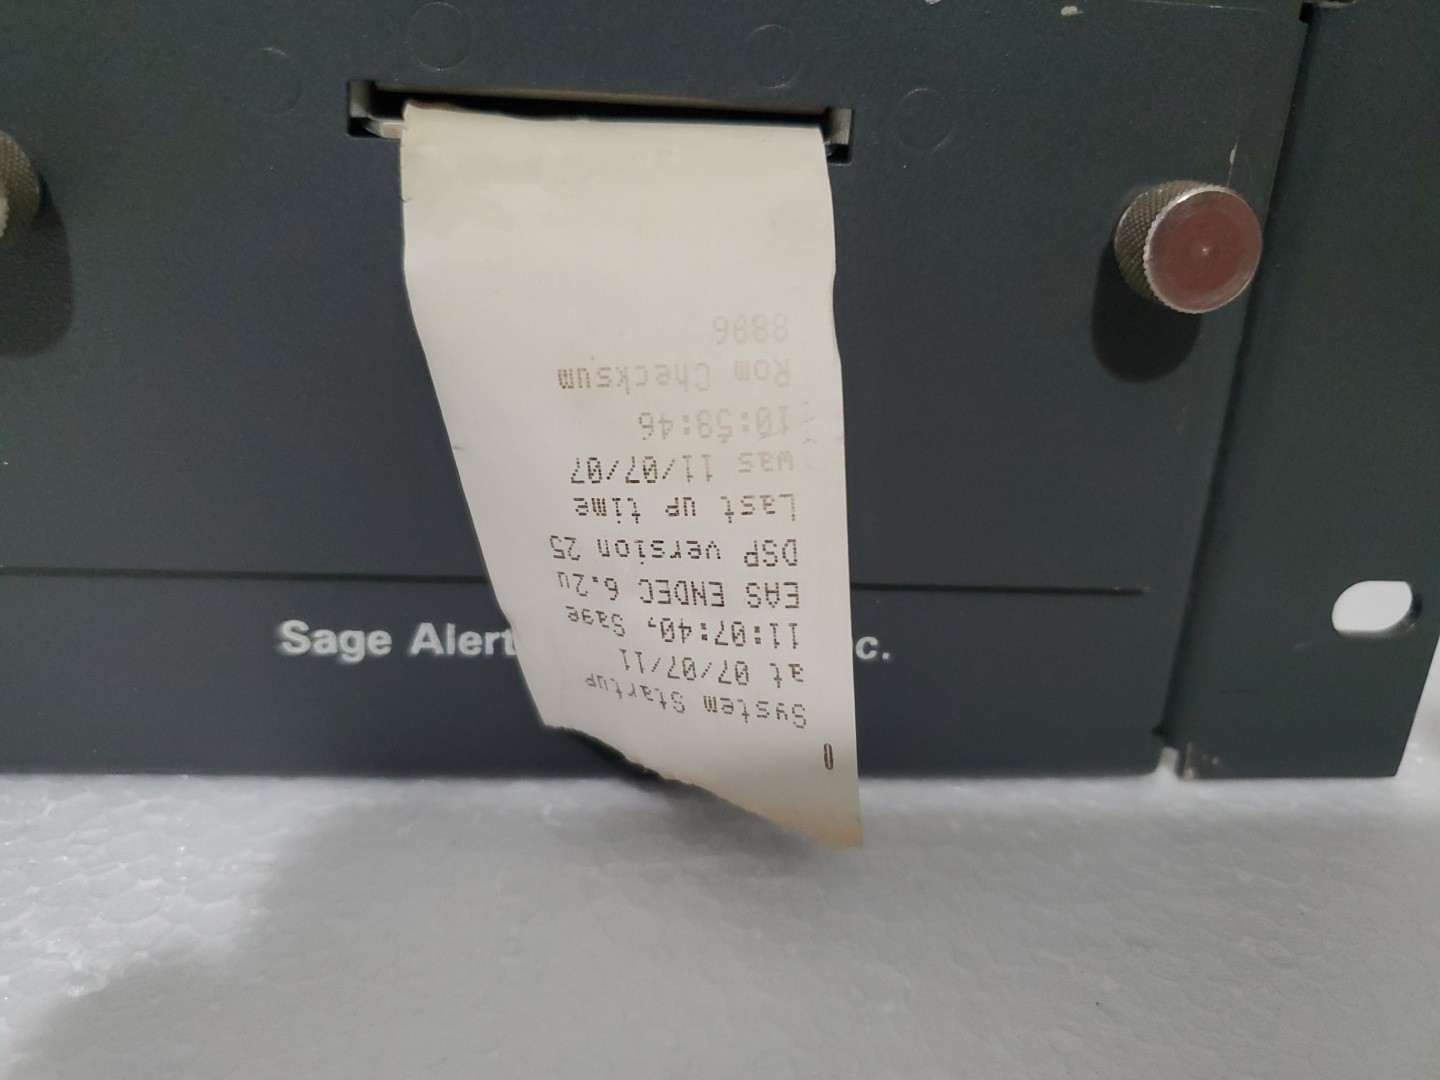 0
System Startup
at 07/07/11
11:07:40, Sage
EAS ENDEC 6.2u
DSP version 25
Last up time
was 11/07/07
10:58:46
Rom Checksum
8896
Sage Alert c.